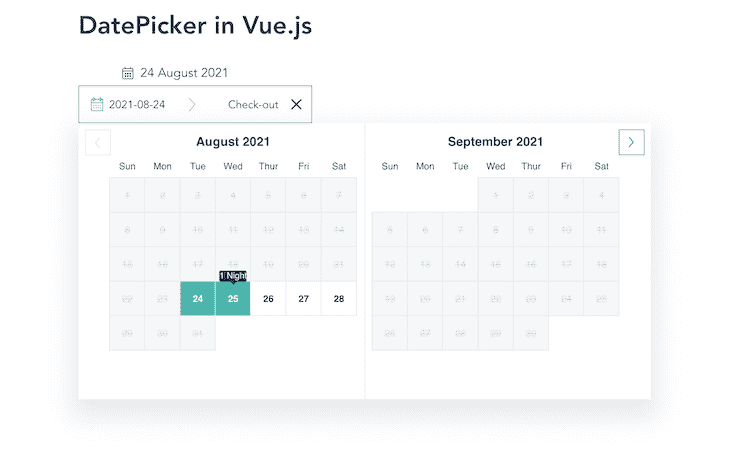 DatePicker in Vue.js
24 August 2021
2021-08-24 Check-out
August 2021 September 2021
Sun Mon Tue Wed Thur Fri Sat Sun Mon Tue Wed Thur Fri Sat
1 2 3 4 5 6 7 1 2 3 4
8 9 10 11 12 13 14 5 6 7 8 9 10 11
15 16 17 18 19 20 21 12 13 14 15 16 17 18
1 Night
22 23 24 25 26 27 28 19 20 21 22 23 24 25
29 30 31 26 27 28 29 30